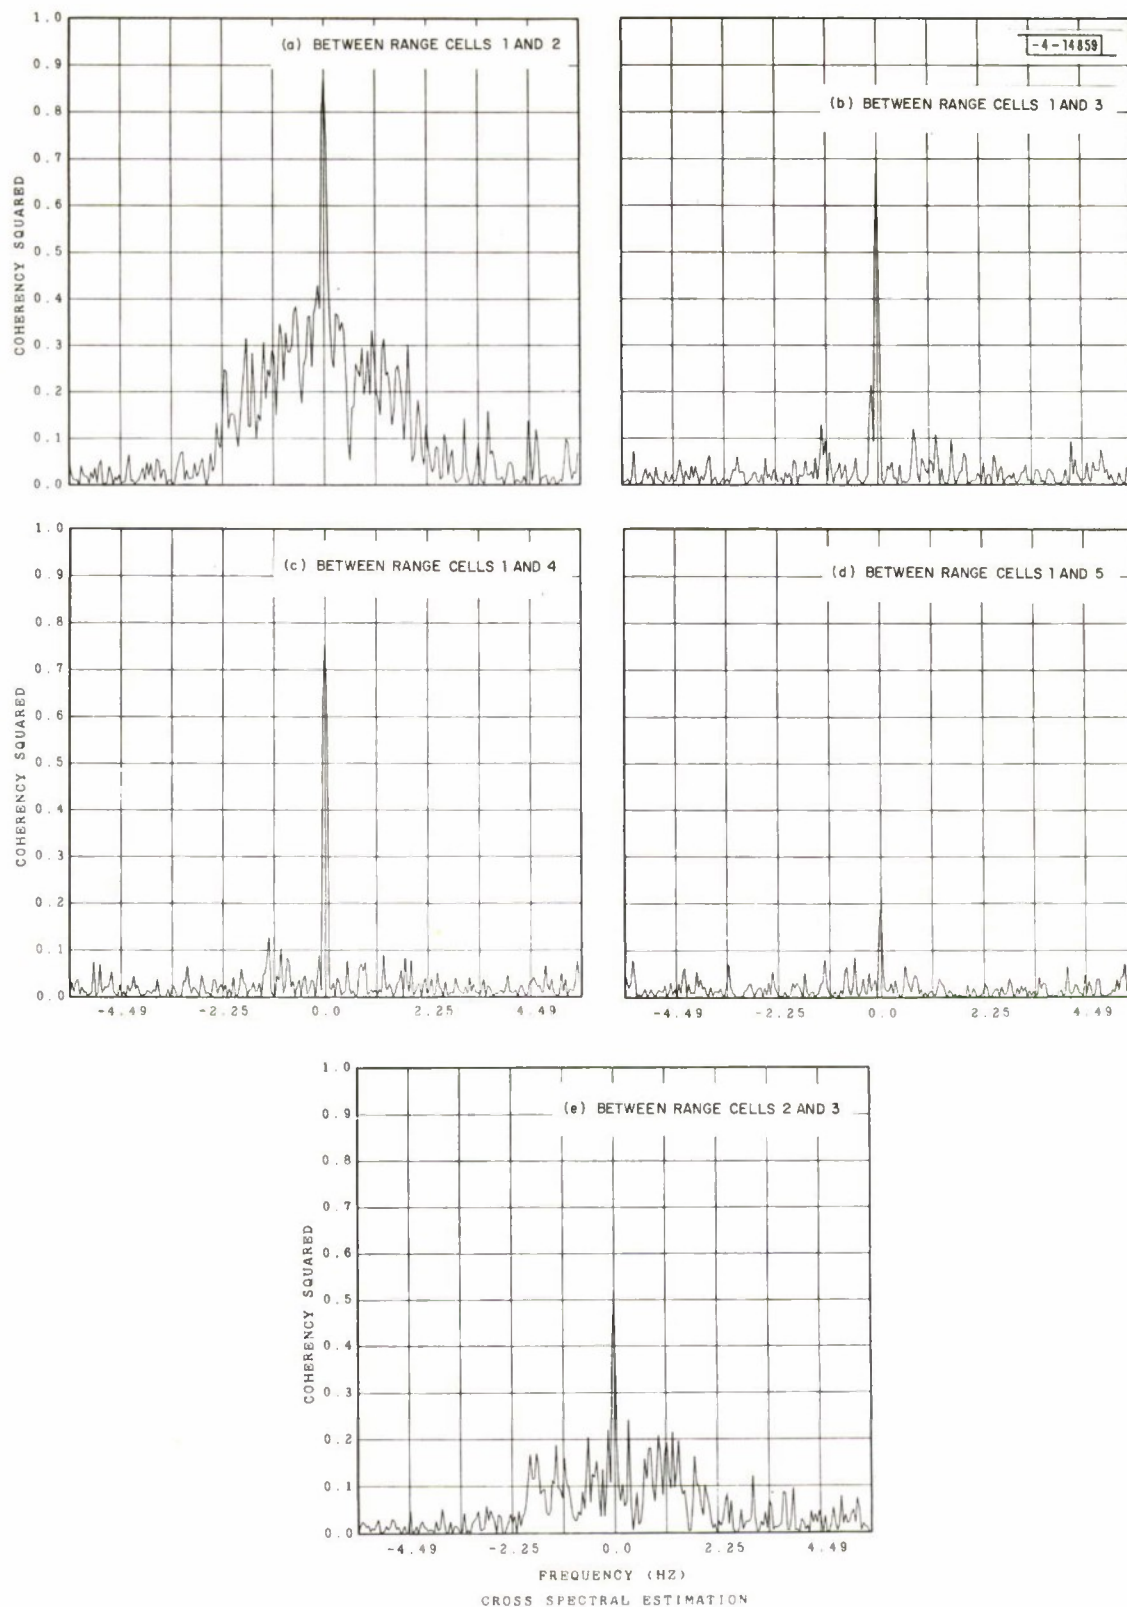 (a) BETWEEN RANGE CELLS 1 AND 2
-4-14859
(b) BETWEEN RANGE CELLS 1 AND 3
COHERENCY SQUARED
1.0
0.9
0.8
0.7
0.6
0.5
0.4
0.3
0.2
0.1
0.0
(c) BETWEEN RANGE CELLS 1 AND 4
(d) BETWEEN RANGE CELLS 1 AND 5
COHERENCY SQUARED
1.0
0.9
0.8
0.7
0.6
0.5
0.4
0.3
0.2
0.1
0.0
-4.49 -2.25 0.0 2.25 4.49
-4.49 -2.25 0.0 2.25 4.49
(e) BETWEEN RANGE CELLS 2 AND 3
COHERENCY SQUARED
1.0
0.9
0.8
0.7
0.6
0.5
0.4
0.3
0.2
0.1
0.0
-4.49 -2.25 0.0 2.25 4.49
FREQUENCY (HZ)
CROSS SPECTRAL ESTIMATION